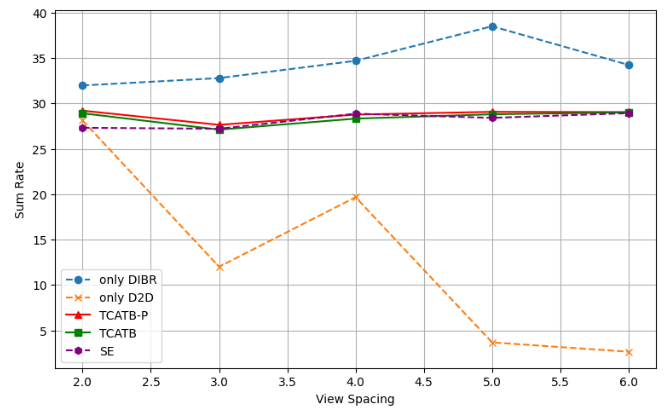 40
35
30
25
20
15
10
5
Sum Rate
only DIBR
only D2D
TCATB-P
TCATB
SE
2.0 2.5 3.0 3.5 4.0 4.5 5.0 5.5 6.0
View Spacing